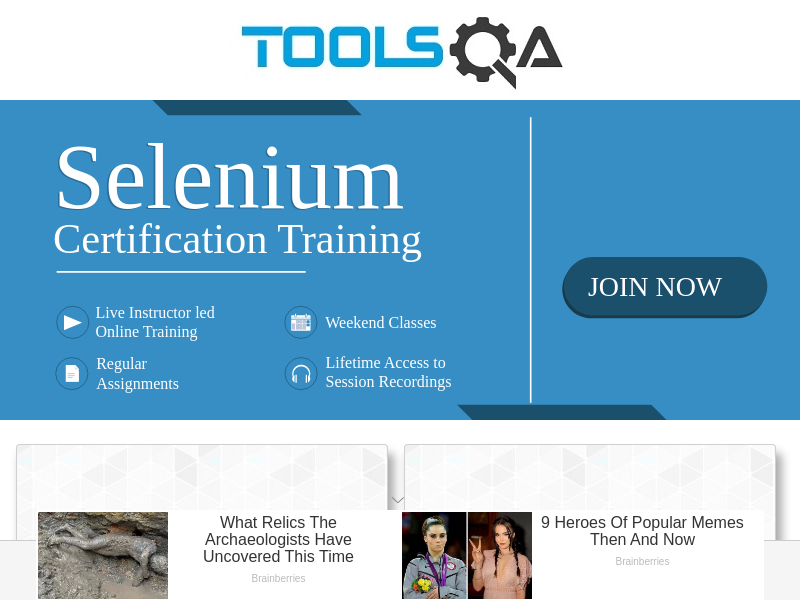 TOOLSQA
Selenium
Certification Training
JOIN NOW
Live Instructor led
Online Training
Weekend Classes
Regular
Assignments
Lifetime Access to
Session Recordings
What Relics The
Archaeologists Have
Uncovered This Time
Brainberries
9 Heroes Of Popular Memes
Then And Now
Brainberries